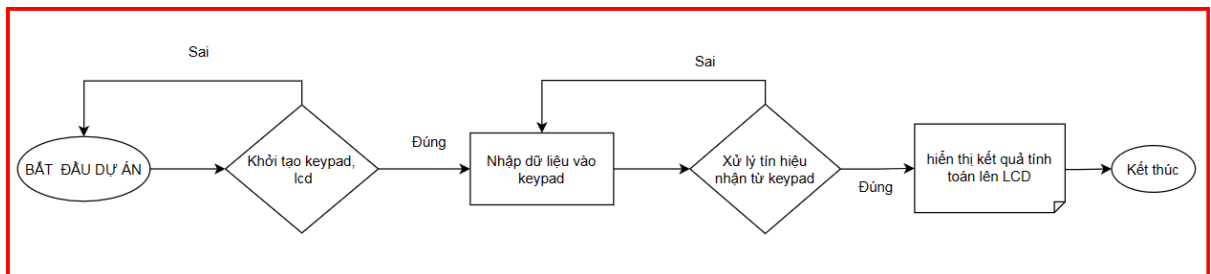 Sai
BẮT ĐẦU DỰ ÁN
Khởi tạo keypad,
lcd
Đúng
Nhập dữ liệu vào
keypad
Sai
Xử lý tín hiệu
nhận từ keypad
Đúng
hiển thị kết quả tính
toán lên LCD
Kết thúc